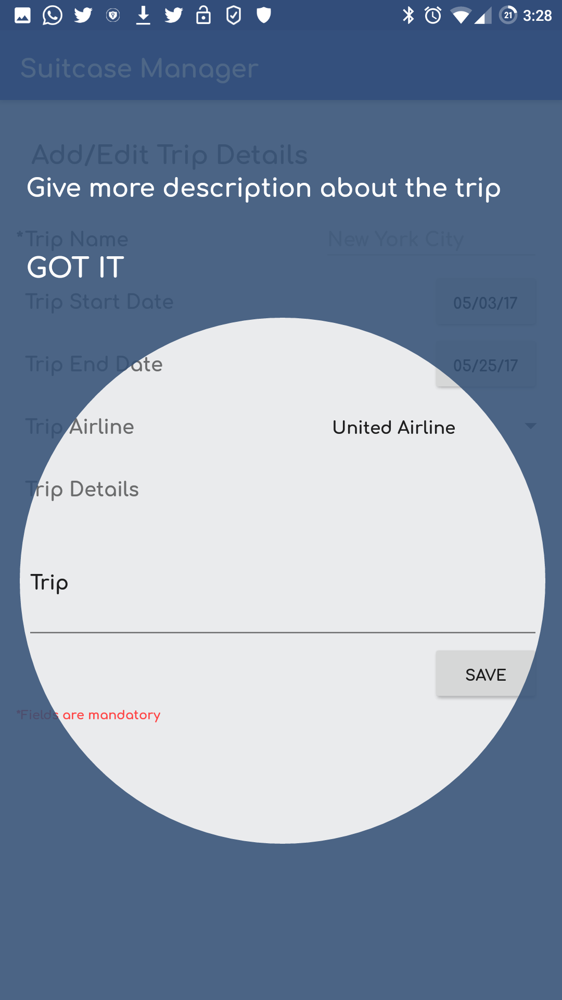 21 3:28
Suitcase Manager
Add/Edit Trip Details
Give more description about the trip
*Trip Name New York City
GOT IT
Trip Start Date 05/03/17
Trip End Date 05/25/17
Trip Airline United Airline
Trip Details
Trip
SAVE
*Fields are mandatory